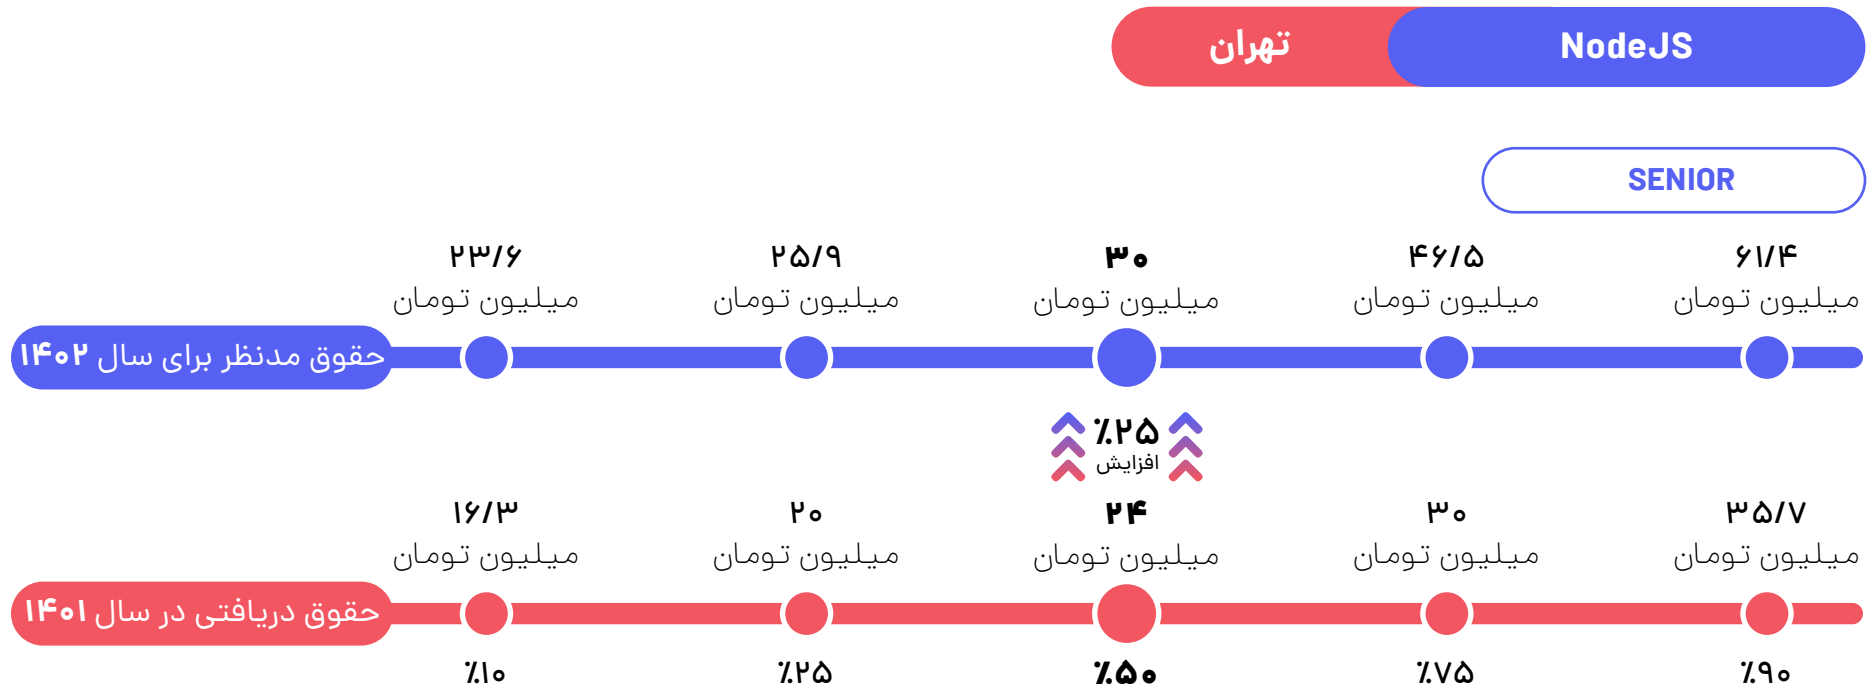 NodeJS تهران
SENIOR
۲۳/۶ ۲۵/۹ ۳۰ ۴۶/۵ ۶۱/۴
میلیون تومان میلیون تومان میلیون تومان میلیون تومان میلیون تومان
حقوق مدنظر برای سال ۱۴۰۲
٪۲۵
افزایش
۱۶/۳ ۲۰ ۲۴ ۳۰ ۳۵/۷
میلیون تومان میلیون تومان میلیون تومان میلیون تومان میلیون تومان
حقوق دریافتی در سال ۱۴۰۱
٪۱۰ ٪۲۵ ٪۵۰ ٪۷۵ ٪۹۰